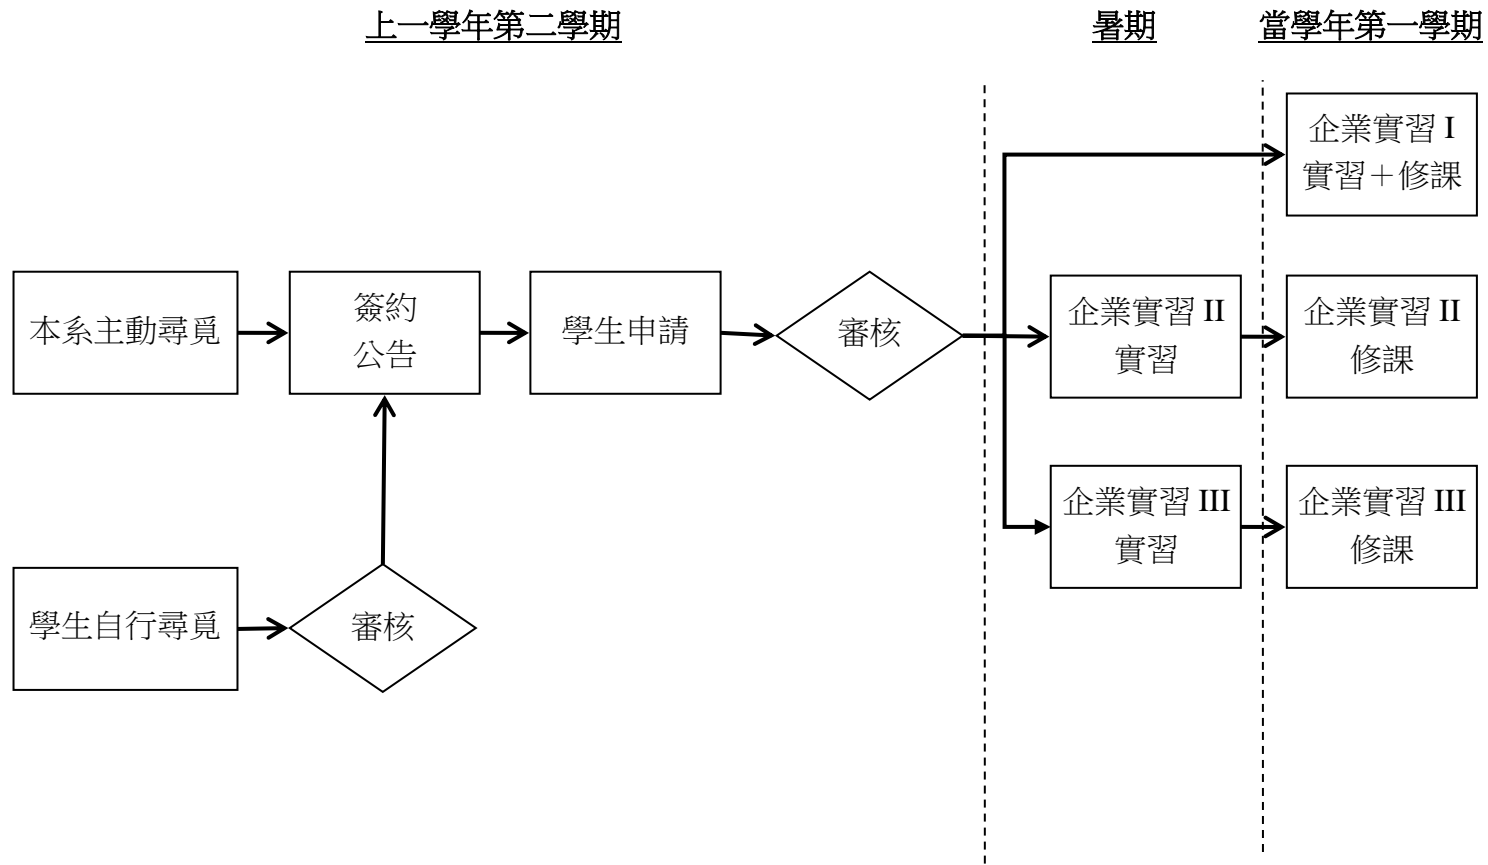 上一學年第二學期
暑期
當學年第一學期
企業實習 I
實習＋修課
本系主動尋覓
簽約
公告
學生申請
審核
企業實習 II
實習
企業實習 II
修課
企業實習 III
實習
企業實習 III
修課
學生自行尋覓
審核